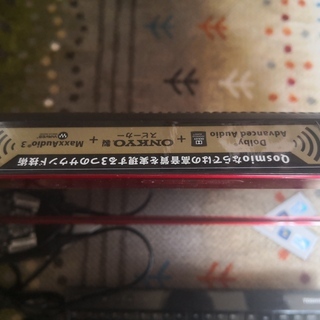 Qosmioならではの高音質を実現する3つのサウンド技術
Dolby
Advanced Audio
+
ONKYO製
スピーカー
+
MaxxAudio 3
W WAVES